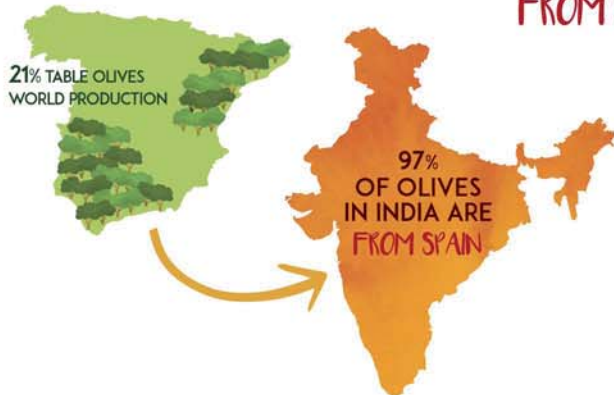 FROM
21% TABLE OLIVES
WORLD PRODUCTION
97%
OF OLIVES
IN INDIA ARE
FROM SPAIN